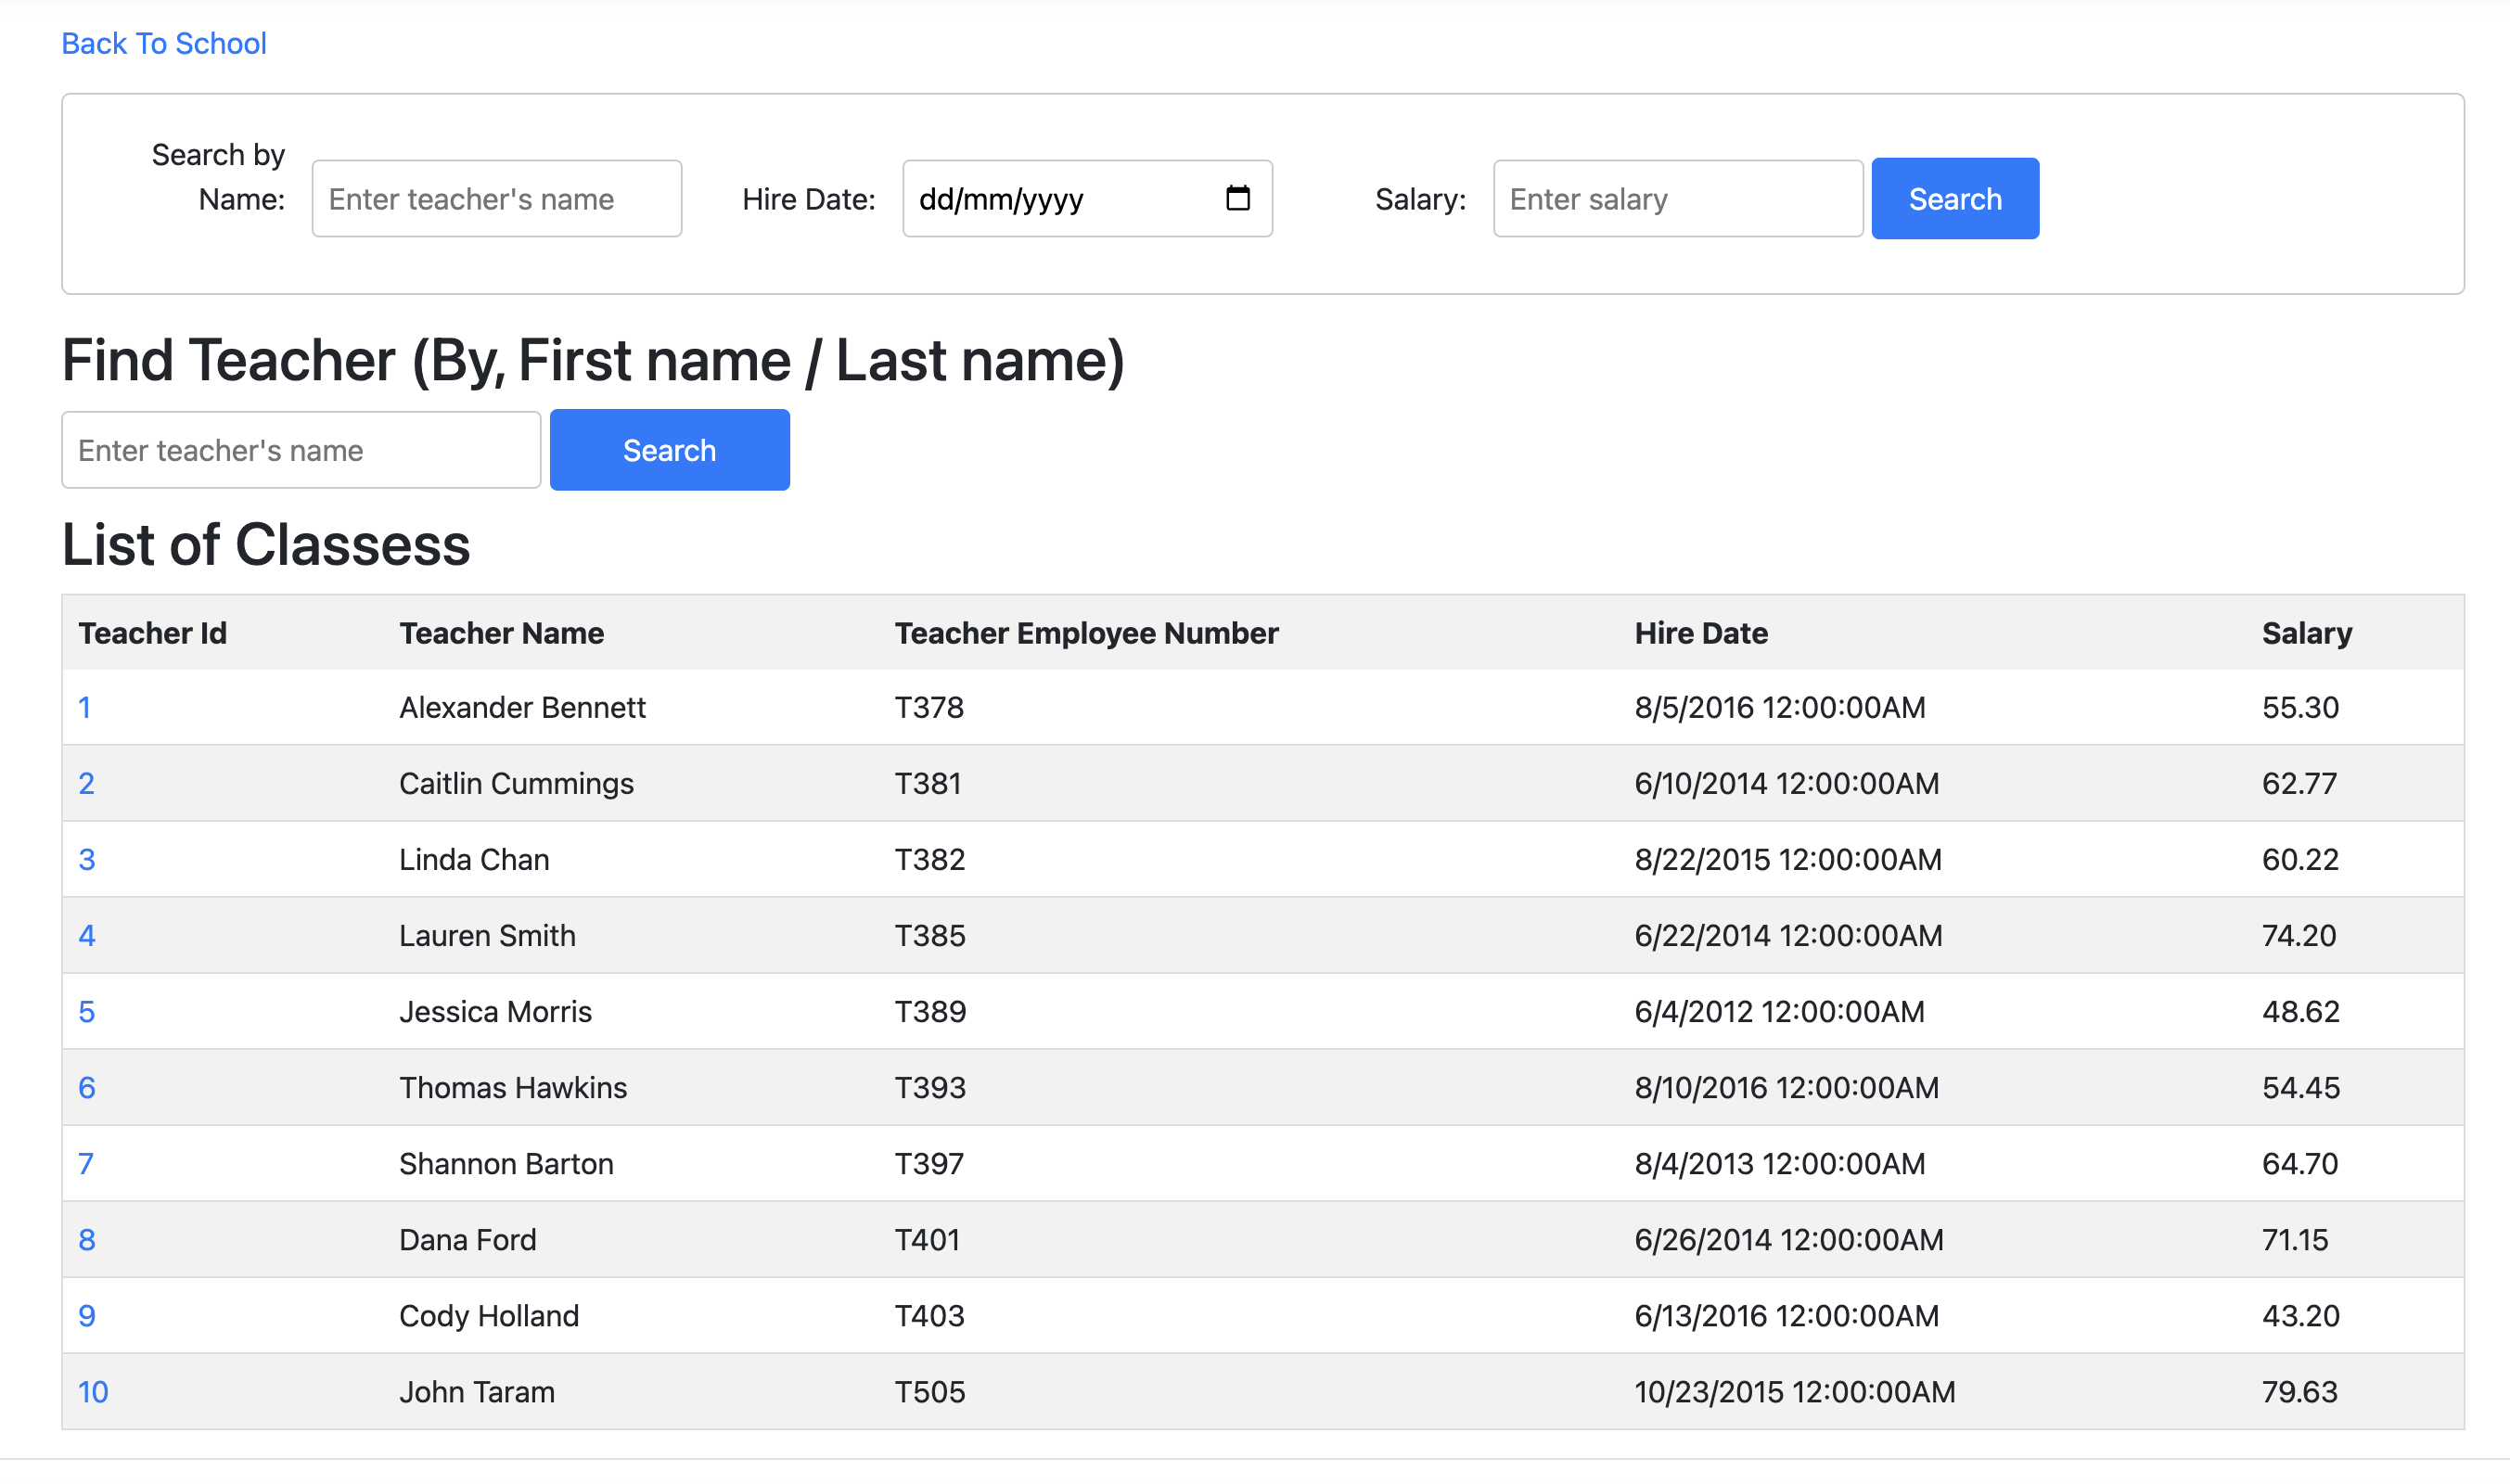 Back To School
Search by
Name: Enter teacher's name Hire Date: dd/mm/yyyy Salary: Enter salary Search
Find Teacher (By, First name / Last name)
Enter teacher's name Search
List of Classess
Teacher Id Teacher Name Teacher Employee Number Hire Date Salary
1 Alexander Bennett T378 8/5/2016 12:00:00AM 55.30
2 Caitlin Cummings T381 6/10/2014 12:00:00AM 62.77
3 Linda Chan T382 8/22/2015 12:00:00AM 60.22
4 Lauren Smith T385 6/22/2014 12:00:00AM 74.20
5 Jessica Morris T389 6/4/2012 12:00:00AM 48.62
6 Thomas Hawkins T393 8/10/2016 12:00:00AM 54.45
7 Shannon Barton T397 8/4/2013 12:00:00AM 64.70
8 Dana Ford T401 6/26/2014 12:00:00AM 71.15
9 Cody Holland T403 6/13/2016 12:00:00AM 43.20
10 John Taram T505 10/23/2015 12:00:00AM 79.63